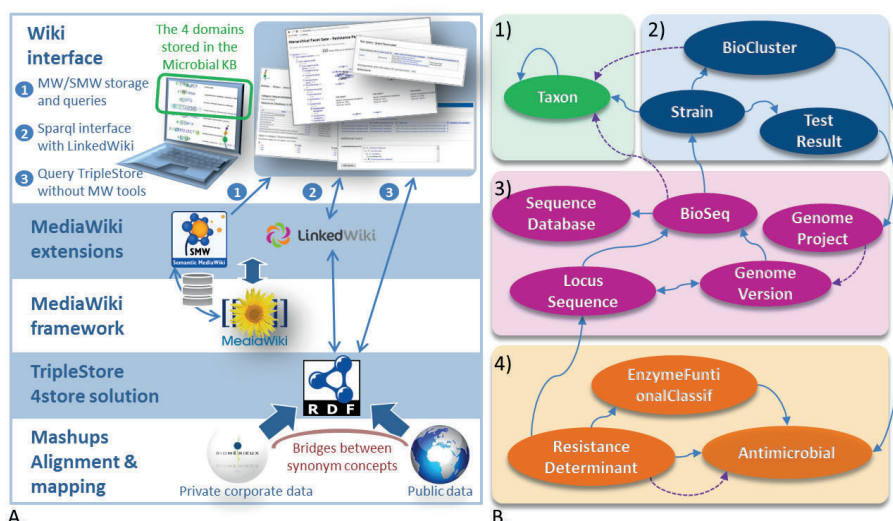 Wiki
interface
The 4 domains
stored in the
Microbial KB
1 MW/SMW storage
and queries
2 Sparql interface
with LinkedWiki
3 Query TripleStore
without MW tools
1
2
3
MediaWiki
extensions
SMW
Semantic MediaWiki
LinkedWiki
MediaWiki
framework
[[ ]]
MediaWiki
TripleStore
4store solution
RDF
Mashups
Alignment &
mapping
BIOMÉRIEUX
Bridges between
synonym concepts
Private corporate data
Public data
A.
1)
Taxon
2)
BioCluster
Strain
Test
Result
3)
Sequence
Database
BioSeq
Genome
Project
Locus
Sequence
Genome
Version
4)
EnzymeFunti
onalClassif
Resistance
Determinant
Antimicrobial
B.